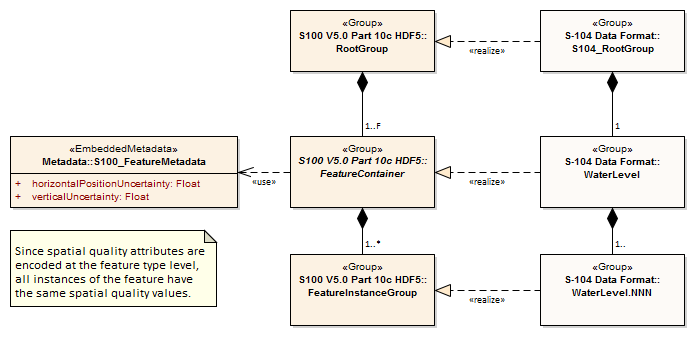 «Group»
S100 V5.0 Part 10c HDF5::
RootGroup
«realize»
«Group»
S-104 Data Format::
S104_RootGroup
1..F
1
«EmbeddedMetadata»
Metadata::S100_FeatureMetadata
+ horizontalPositionUncertainty: Float
+ verticalUncertainty: Float
«use»
«Group»
S100 V5.0 Part 10c HDF5::
FeatureContainer
«realize»
«Group»
S-104 Data Format::
WaterLevel
1..*
1..
Since spatial quality attributes are
encoded at the feature type level,
all instances of the feature have
the same spatial quality values.
«Group»
S100 V5.0 Part 10c HDF5::
FeatureInstanceGroup
«realize»
«Group»
S-104 Data Format::
WaterLevel.NNN